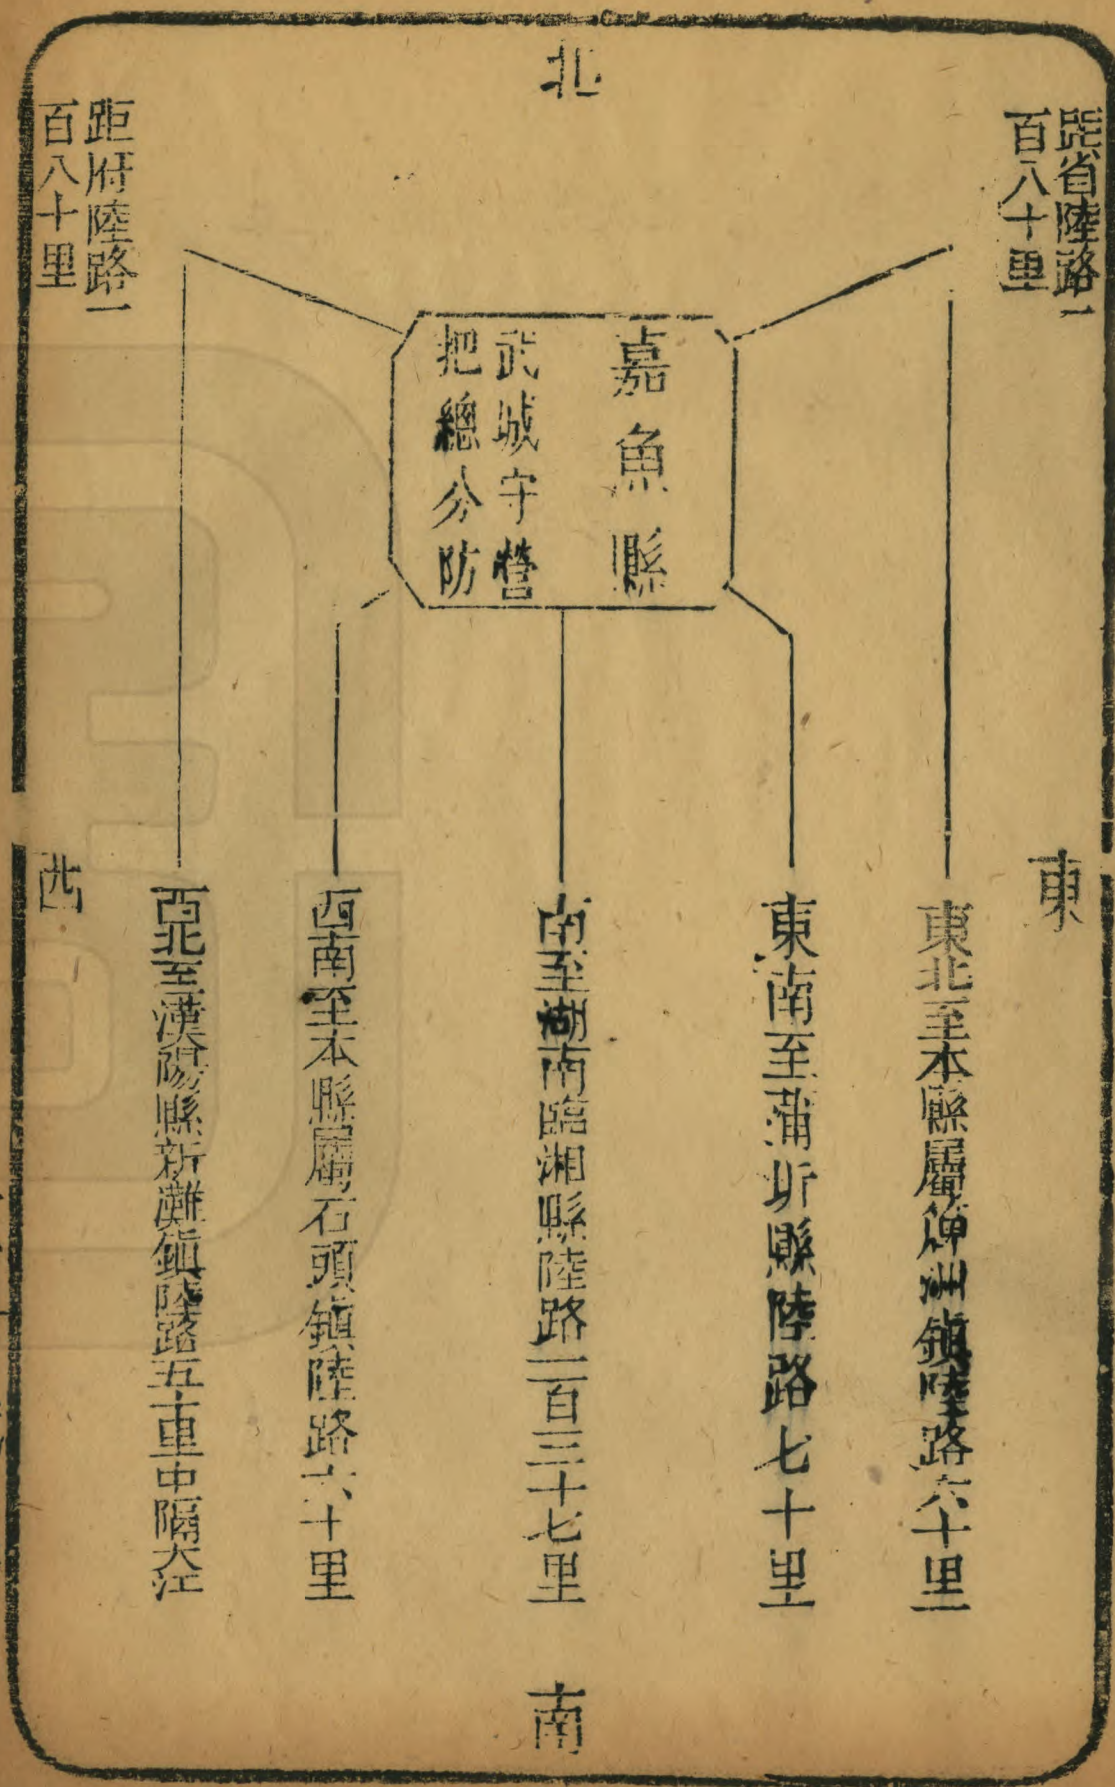 北
距省陸路一
百八十里
距府陸路一
百八十里
嘉魚縣
武城守營
把總分防
東
西
東北至本縣屬簰洲鎮陸路六十里
東南至蒲圻縣陸路七十里
南至湖南臨湘縣陸路一百三十七里
西南至本縣屬石頭鎮陸路六十里
西北至漢陽縣新灘鎮陸路五十里中隔大江
南